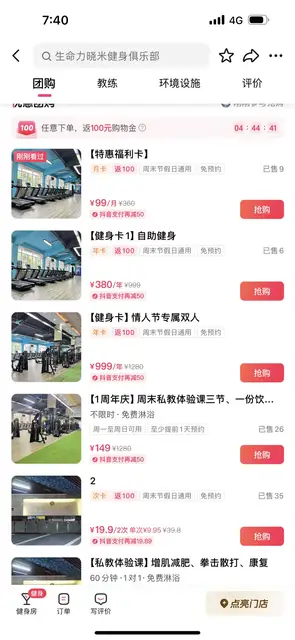 7:40
4G
生命力晓米健身俱乐部
团购
教练
环境设施
评价
100 任意下单，返100元购物金
04 : 44 : 41
刚刚看过
【特惠福利卡】
月卡 返100 周末节假日通用 免预约
已售 9
¥99/月 ¥360
抖音支付再减50
抢购
【健身卡 1】自助健身
年卡 返100 周末节假日通用 免预约
已售 6
¥380/年 ¥999
抖音支付再减50
抢购
【健身卡】情人节专属双人
年卡 返100 周末节假日通用 免预约
¥999/年 ¥1280
抖音支付再减50
抢购
【1周年庆】周末私教体验课三节、一份饮...
不限时 · 免费淋浴
周一至周日可用 至少提前1天预约
已售 26
¥149 ¥1280
抖音支付再减50
抢购
2
次卡 返100 周末节假日通用 免预约
已售 35
¥19.9/2次 单次¥9.95 ¥39.8
抖音支付再减19.89
抢购
【私教体验课】增肌减肥、拳击散打、康复
60分钟 · 1对1 · 免费淋浴
健身
健身房
订单
写评价
点亮门店